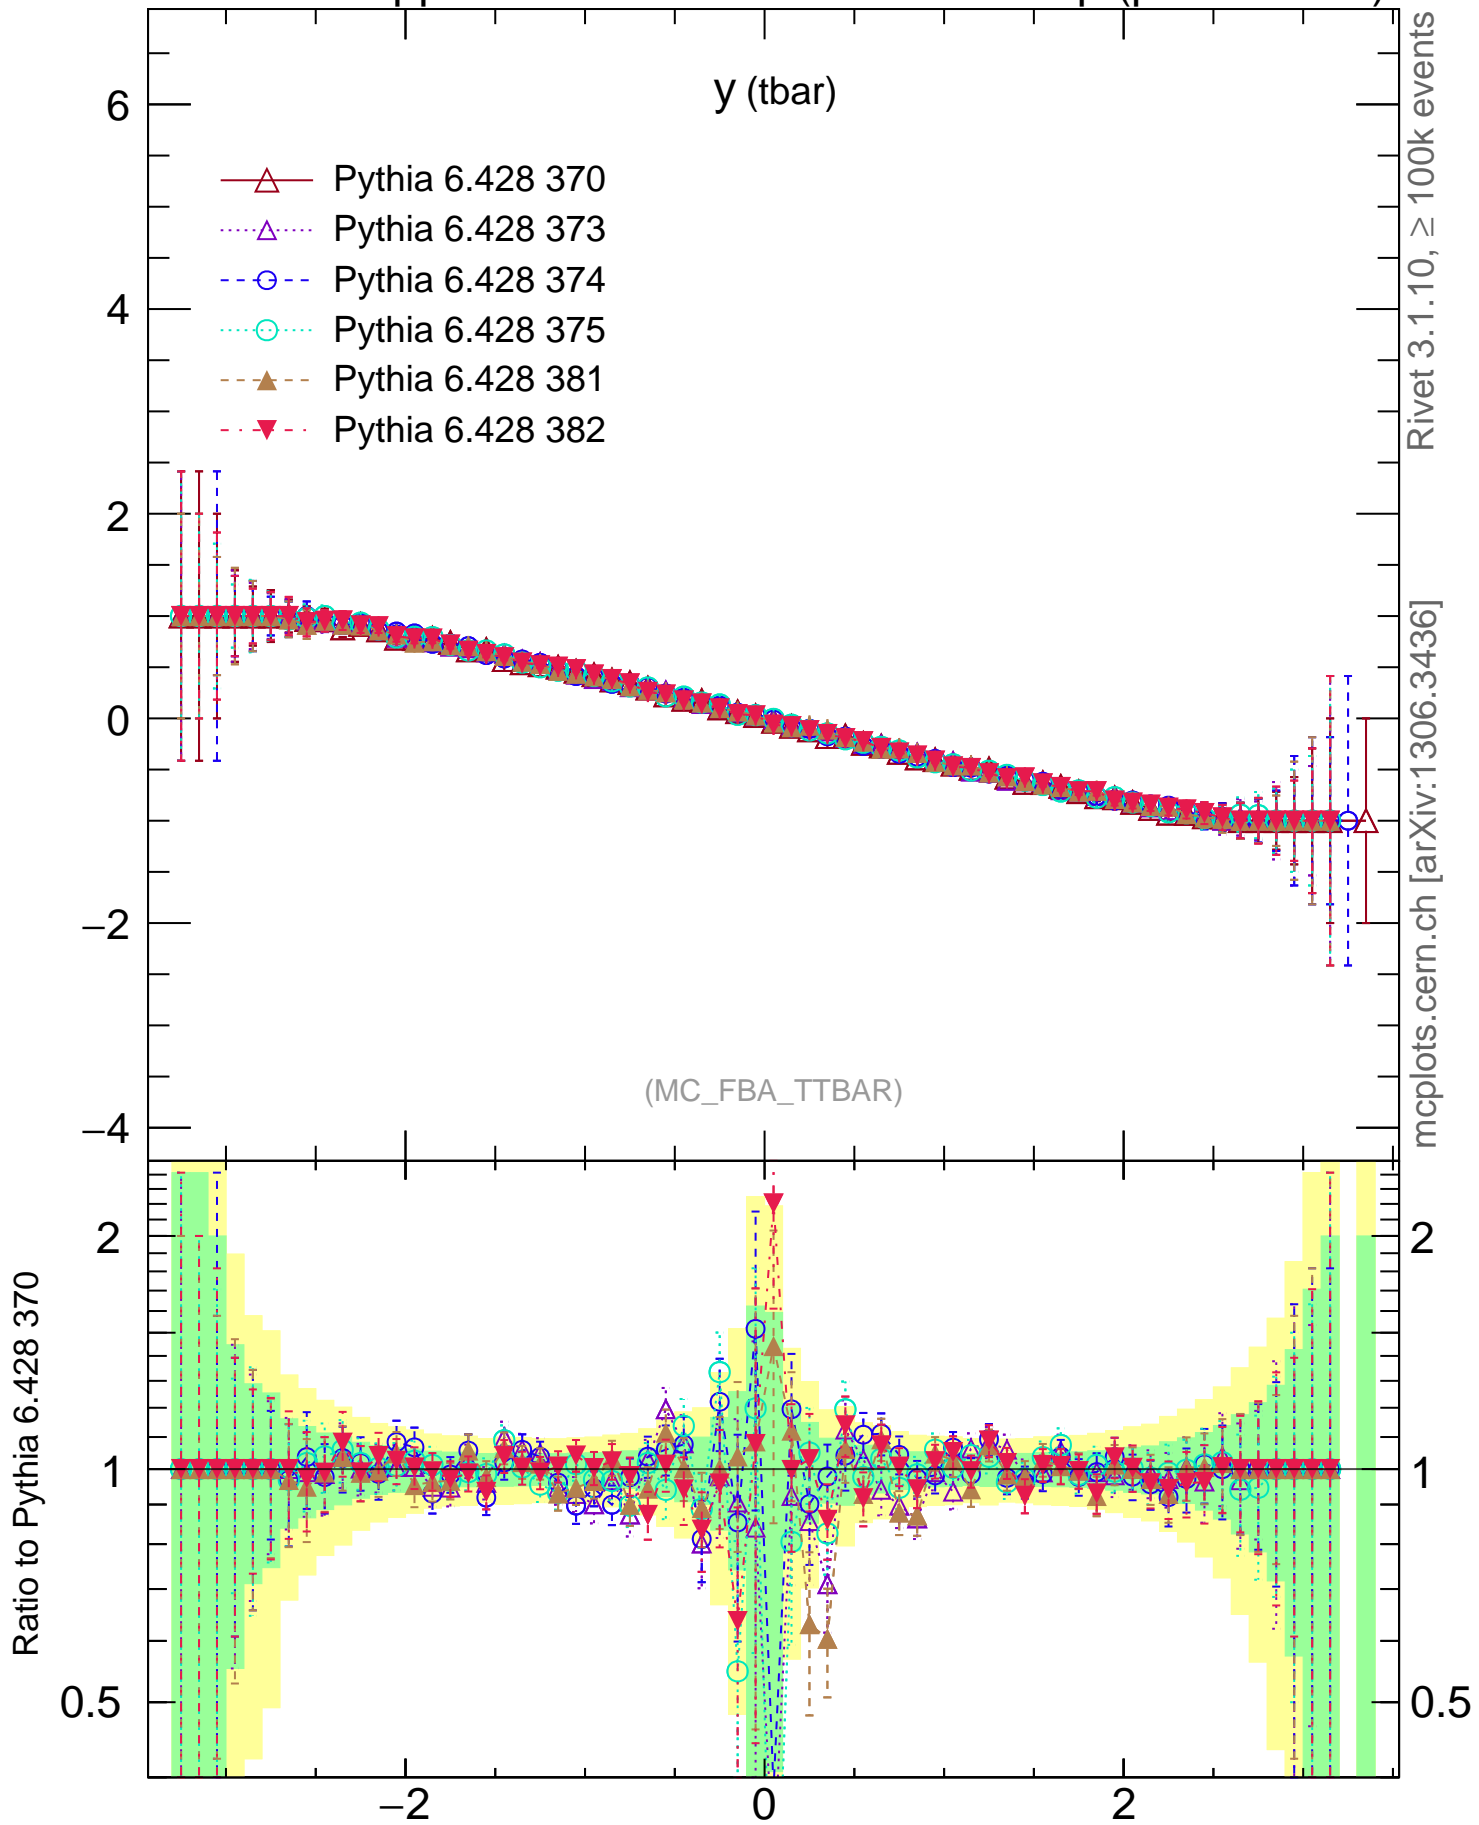 y (tbar)
6
4
2
0
−2
−4
Pythia 6.428 370
Pythia 6.428 373
Pythia 6.428 374
Pythia 6.428 375
Pythia 6.428 381
Pythia 6.428 382
(MC_FBA_TTBAR)
Rivet 3.1.10, ≥ 100k events
mcplots.cern.ch [arXiv:1306.3436]
Ratio to Pythia 6.428 370
2
1
0.5
2
1
0.5
−2
0
2